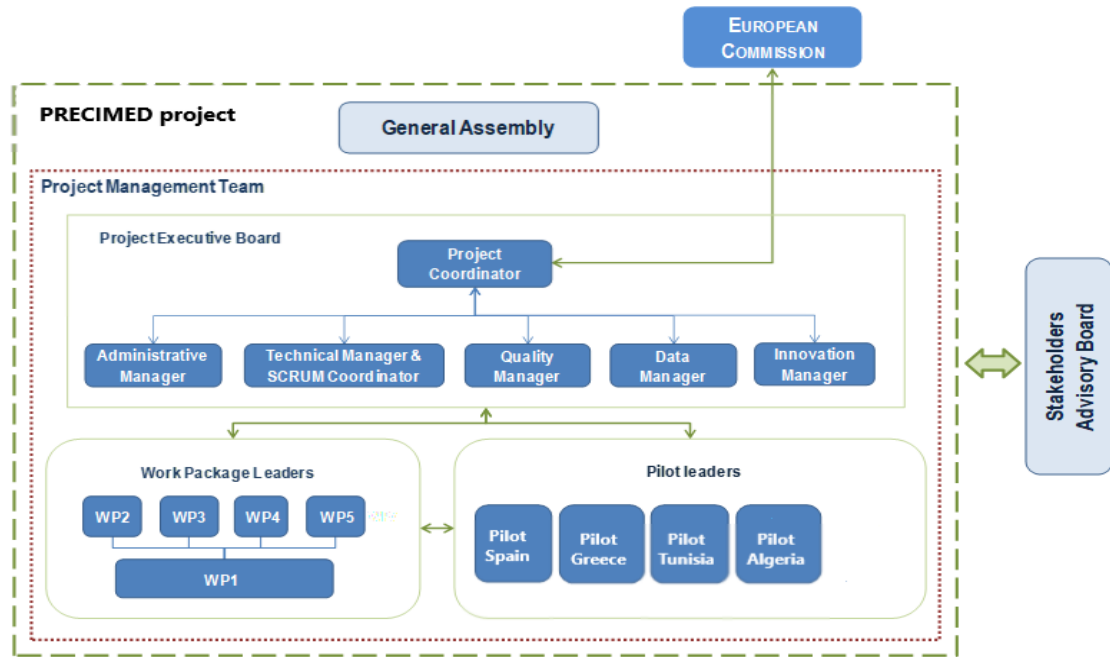 EUROPEAN
COMMISSION
PRECIMED project
General Assembly
Project Management Team
Project Executive Board
Project
Coordinator
Administrative
Manager
Technical Manager &
SCRUM Coordinator
Quality
Manager
Data
Manager
Innovation
Manager
Stakeholders
Advisory Board
Work Package Leaders
WP2
WP3
WP4
WP5
WP1
Pilot leaders
Pilot
Spain
Pilot
Greece
Pilot
Tunisia
Pilot
Algeria